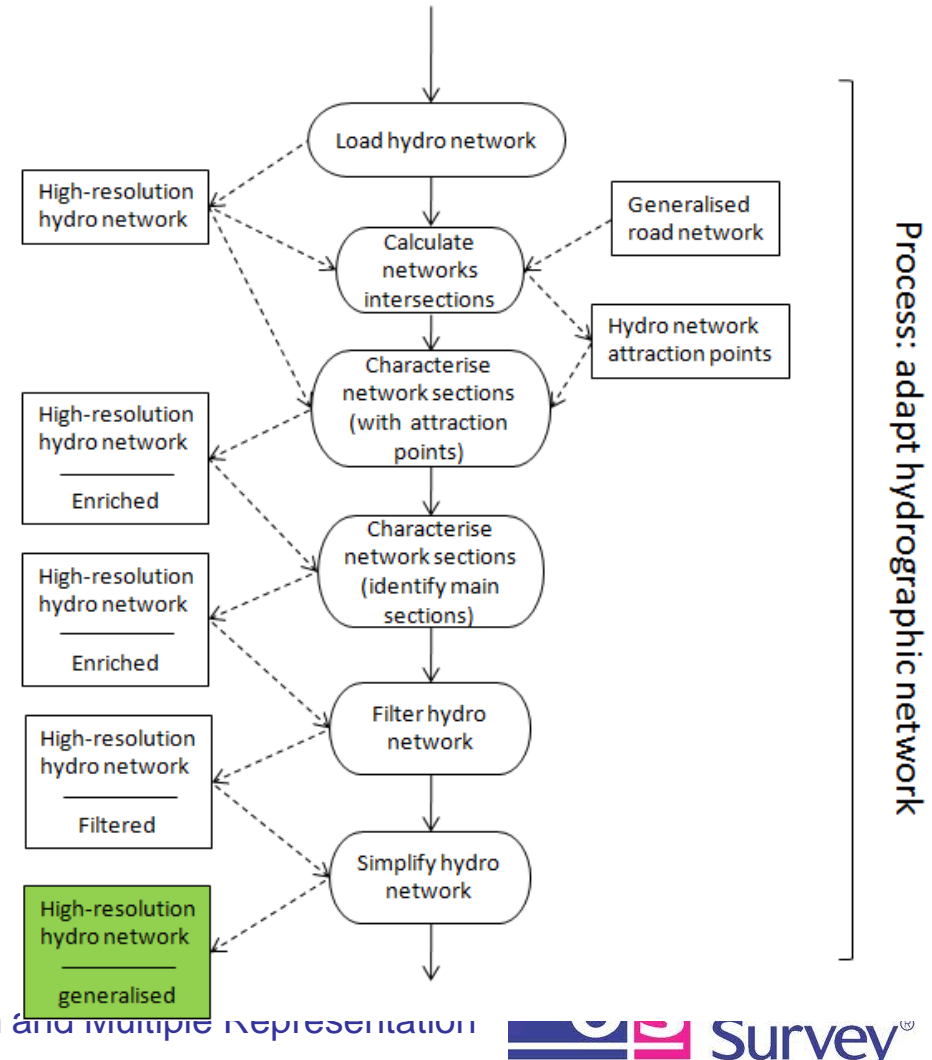 Load hydro network
High-resolution
hydro network
Generalised
road network
Calculate
networks
intersections
Hydro network
attraction points
Characterise
network sections
(with attraction
points)
High-resolution
hydro network
Enriched
Characterise
network sections
(identify main
sections)
High-resolution
hydro network
Enriched
Filter hydro
network
High-resolution
hydro network
Filtered
Simplify hydro
network
High-resolution
hydro network
generalised
Process: adapt hydrographic network
and Multiple Representation
Survey®